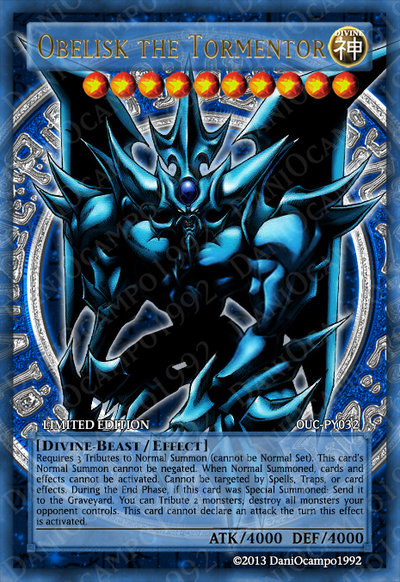 Obelisk the Tormentor
DIVINE
神
LIMITED EDITION OUC-PY032
[Divine-Beast / Effect]
Requires 3 Tributes to Normal Summon (cannot be Normal Set). This card's
Normal Summon cannot be negated. When Normal Summoned, cards and
effects cannot be activated. Cannot be targeted by Spells, Traps, or card
effects. During the End Phase, if this card was Special Summoned: Send it
to the Graveyard. You can Tribute 2 monsters, destroy all monsters your
opponent controls. This card cannot declare an attack the turn this effect
is activated.
ATK/4000 DEF/4000
©2013 DaniOcampo1992